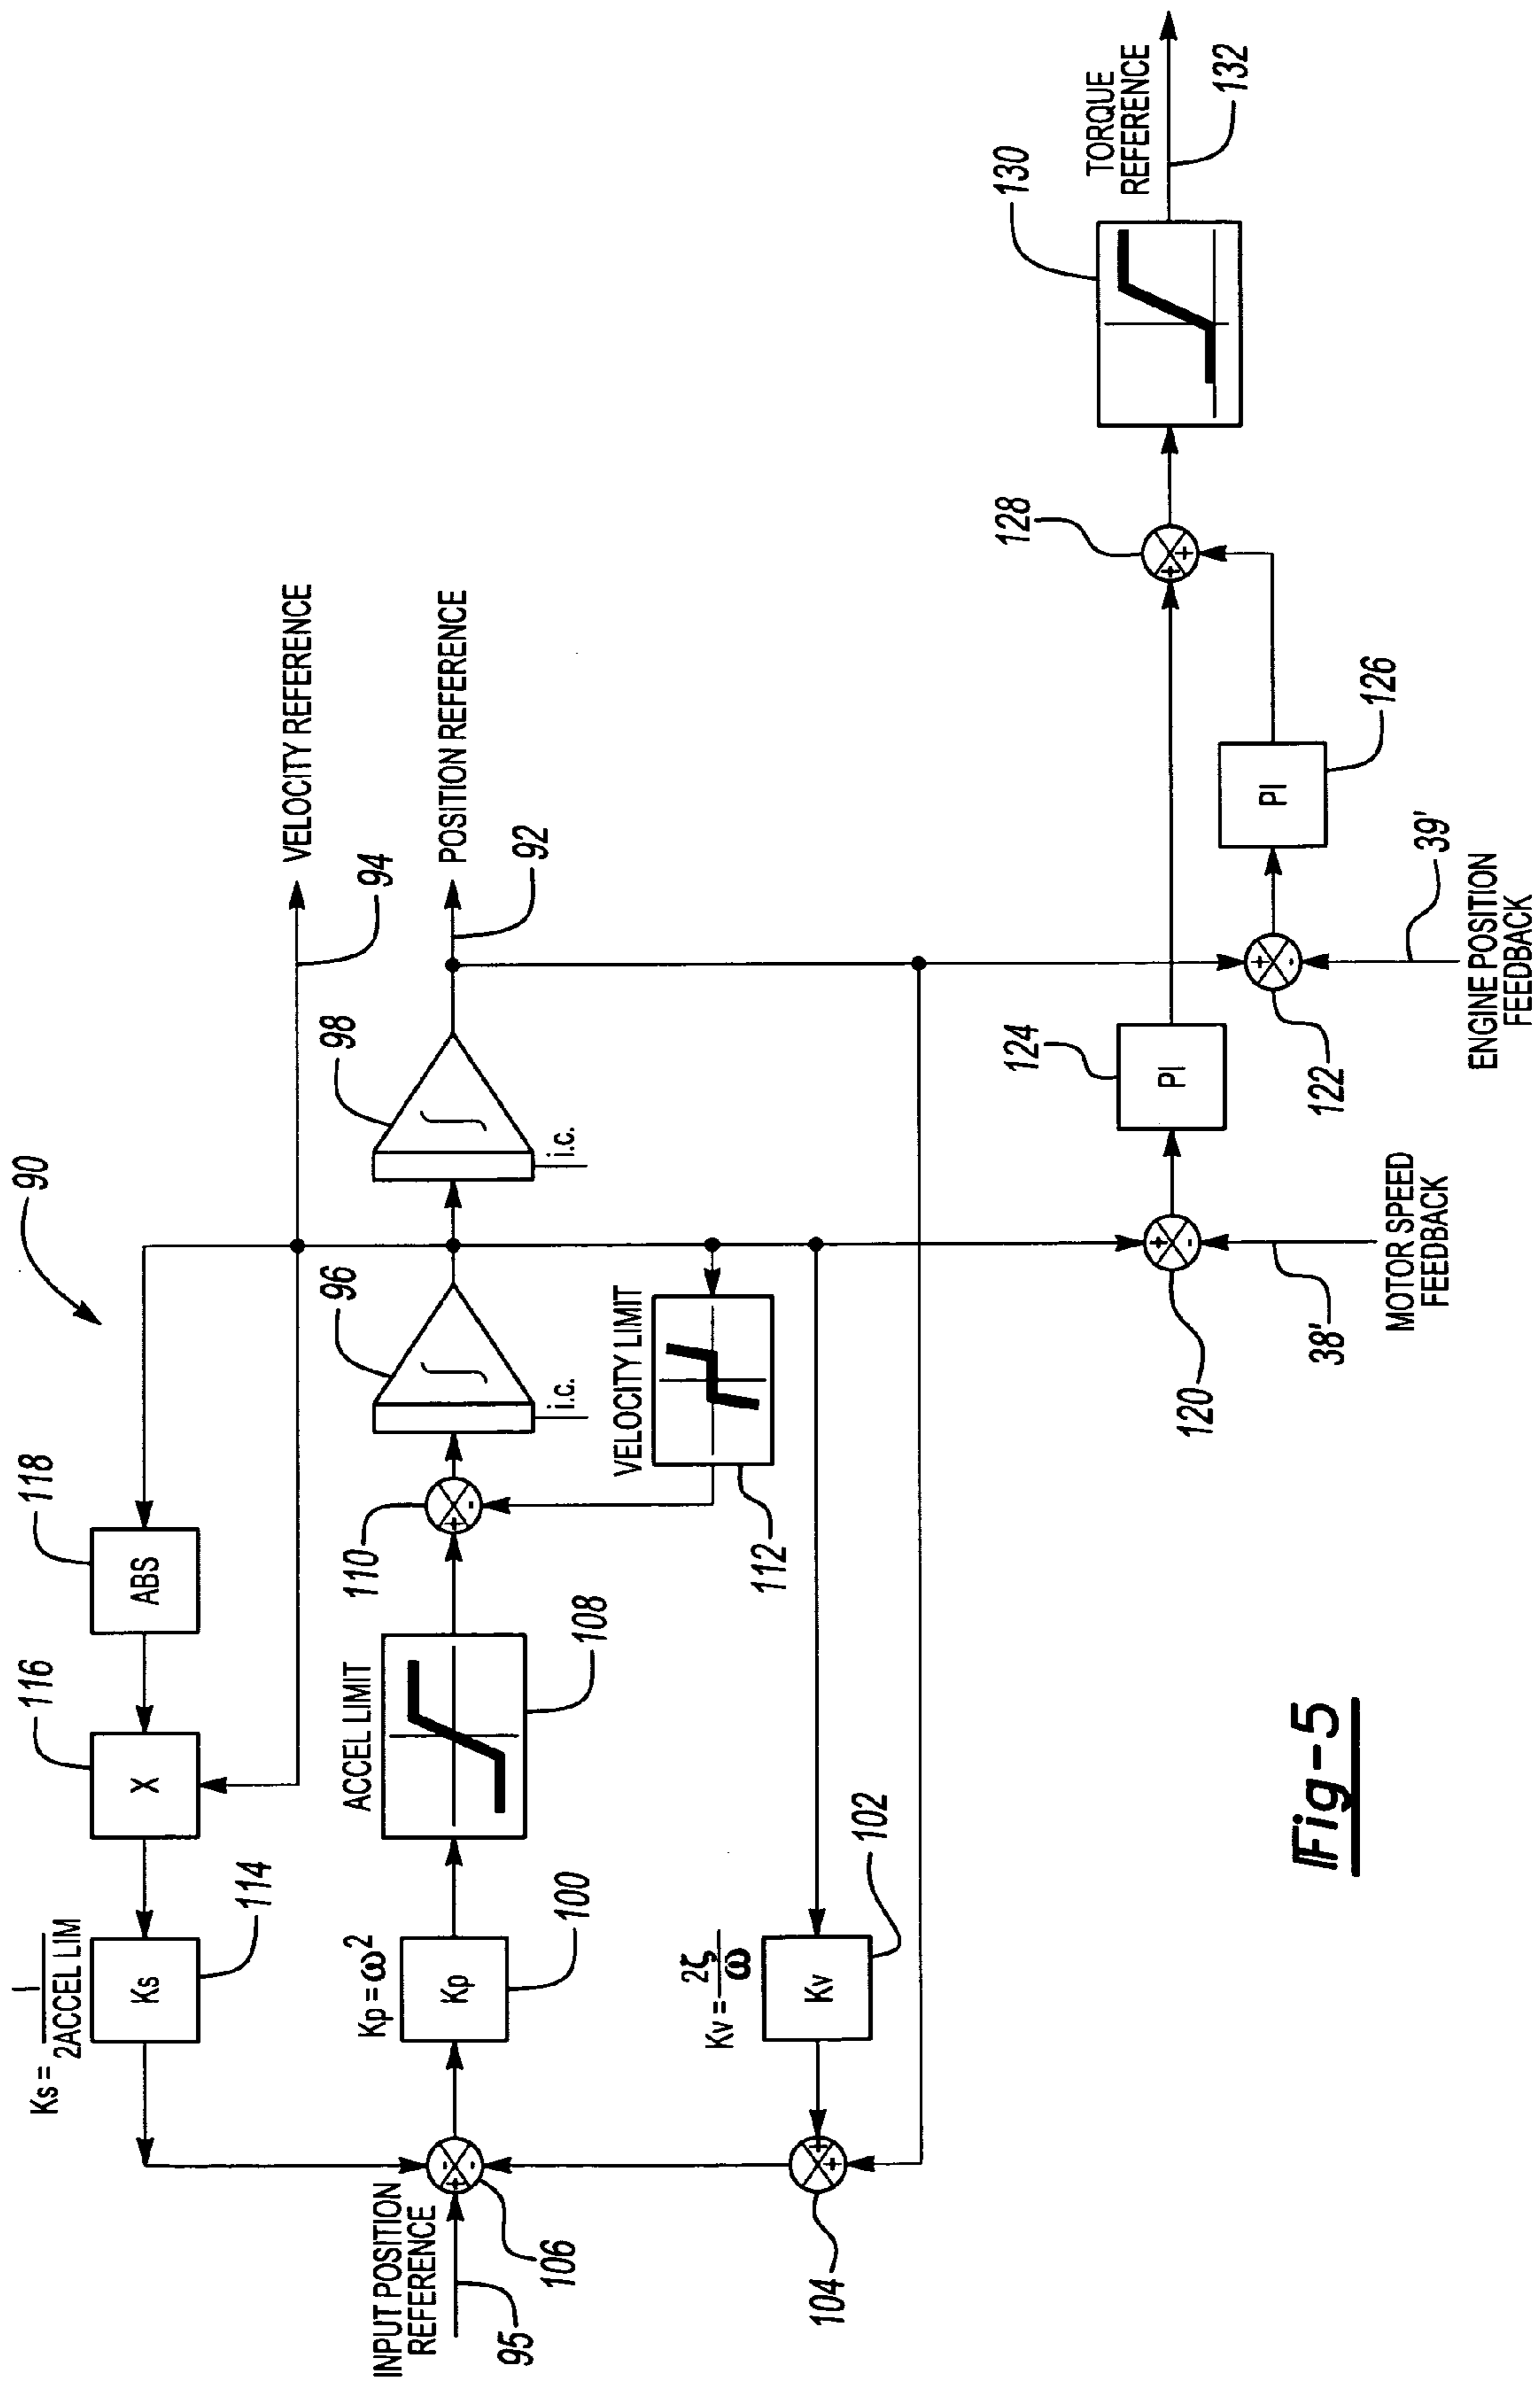 90
118
ABS
116
X
Ks = 1
2ACCEL LIM
Ks
114
VELOCITY REFERENCE
94
POSITION REFERENCE
92
98
∫
i.c.
96
∫
i.c.
110
+
-
ACCEL LIMIT
108
Kp = ω²
Kp
100
INPUT POSITION
REFERENCE
95
-
+
-
106
VELOCITY LIMIT
112
Kv = 2ζ
ω
Kv
102
+
+
104
TORQUE
REFERENCE
132
130
128
+
+
124
PI
126
PI
+
-
122
39'
ENGINE POSITION
FEEDBACK
+
-
120
38'
MOTOR SPEED
FEEDBACK
Fig-5